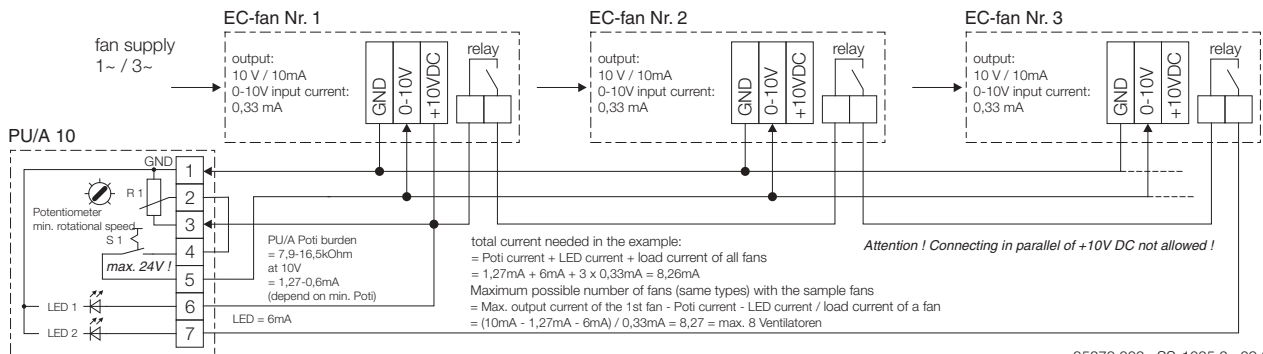 EC-fan Nr. 1
EC-fan Nr. 2
EC-fan Nr. 3
fan supply
1~ / 3~
output:
10 V / 10mA
0-10V input current:
0,33 mA
GND
0-10V
+10VDC
relay
output:
10 V / 10mA
0-10V input current:
0,33 mA
GND
0-10V
+10VDC
relay
output:
10 V / 10mA
0-10V input current:
0,33 mA
GND
0-10V
+10VDC
relay
PU/A 10
GND
1
R 1
2
Potentiometer
min. rotational speed
3
S 1
4
max. 24V !
5
LED 1
6
LED 2
7
PU/A Poti burden
= 7,9-16,5kOhm
at 10V
= 1,27-0,6mA
(depend on min. Poti)
LED = 6mA
total current needed in the example:
= Poti current + LED current + load current of all fans
= 1,27mA + 6mA + 3 x 0,33mA = 8,26mA
Maximum possible number of fans (same types) with the sample fans
= Max. output current of the 1st fan - Poti current - LED current / load current of a fan
= (10mA - 1,27mA - 6mA) / 0,33mA = 8,27 = max. 8 Ventilatoren
Attention ! Connecting in parallel of +10V DC not allowed !